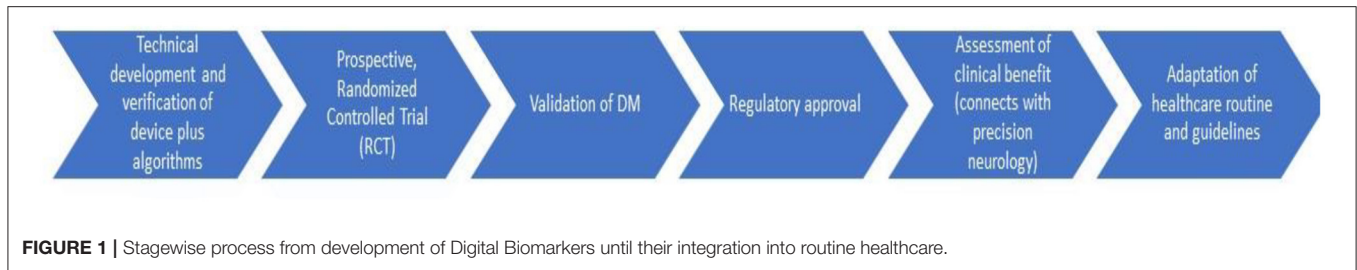 Technical
development and
verification of
device plus
algorithms
Prospective,
Randomized
Controlled Trial
(RCT)
Validation of DM
Regulatory approval
Assessment of
clinical benefit
(connects with
precision
neurology)
Adaptation of
healthcare routine
and guidelines
FIGURE 1 | Stagewise process from development of Digital Biomarkers until their integration into routine healthcare.